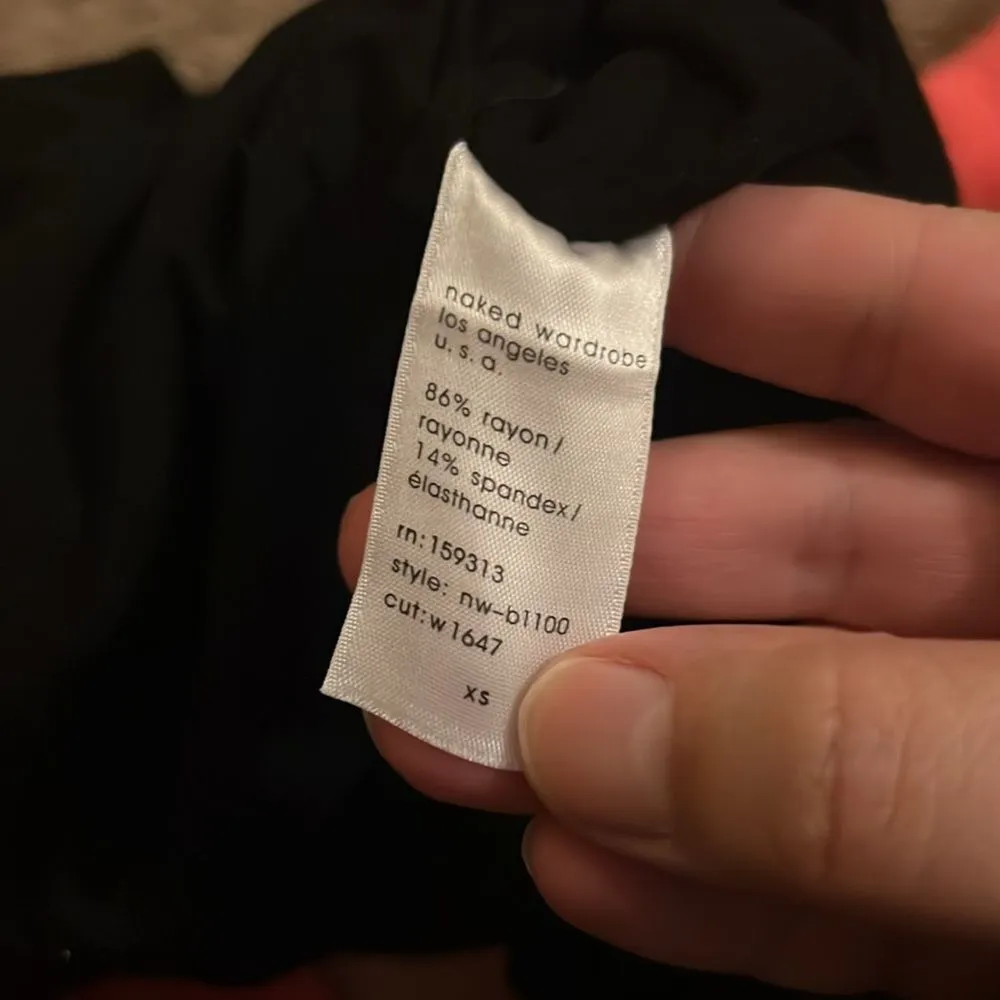 naked wardrobe
los angeles
u. s. a.
86% rayon/
rayonne
14% spandex/
élasthanne
rn:159313
style: nw-b1100
cut:w1647
xs